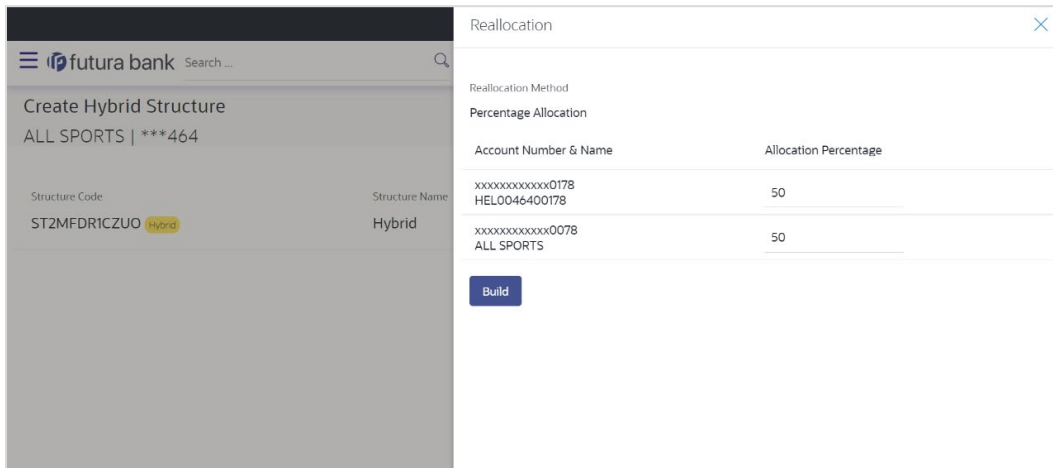 futura bank Search ...
Create Hybrid Structure
ALL SPORTS | ***464
Structure Code Structure Name
ST2MFDR1CZUO Hybrid Hybrid
Reallocation
Reallocation Method
Percentage Allocation
Account Number & Name Allocation Percentage
xxxxxxxxxxxx0178
HEL0046400178
50
xxxxxxxxxxxx0078
ALL SPORTS
50
Build